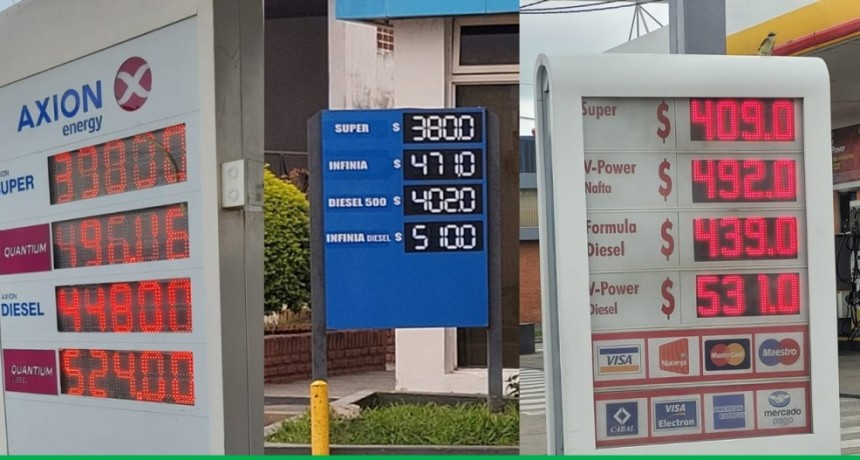 AXION
energy
SUPER
398.00
QUANTIUM
AXION
DIESEL
448.00
QUANTIUM
524.00
SUPER $ 380.0
INFINIA $ 471.0
DIESEL 500 $ 402.0
INFINIA DIESEL $ 510.0
Super $ 409.0
V-Power
Nafta $ 492.0
Formula
Diesel $ 439.0
V-Power
Diesel $ 531.0
VISA Naranja MasterCard Maestro
CABAL VISA Electron AMERICAN EXPRESS mercado pago